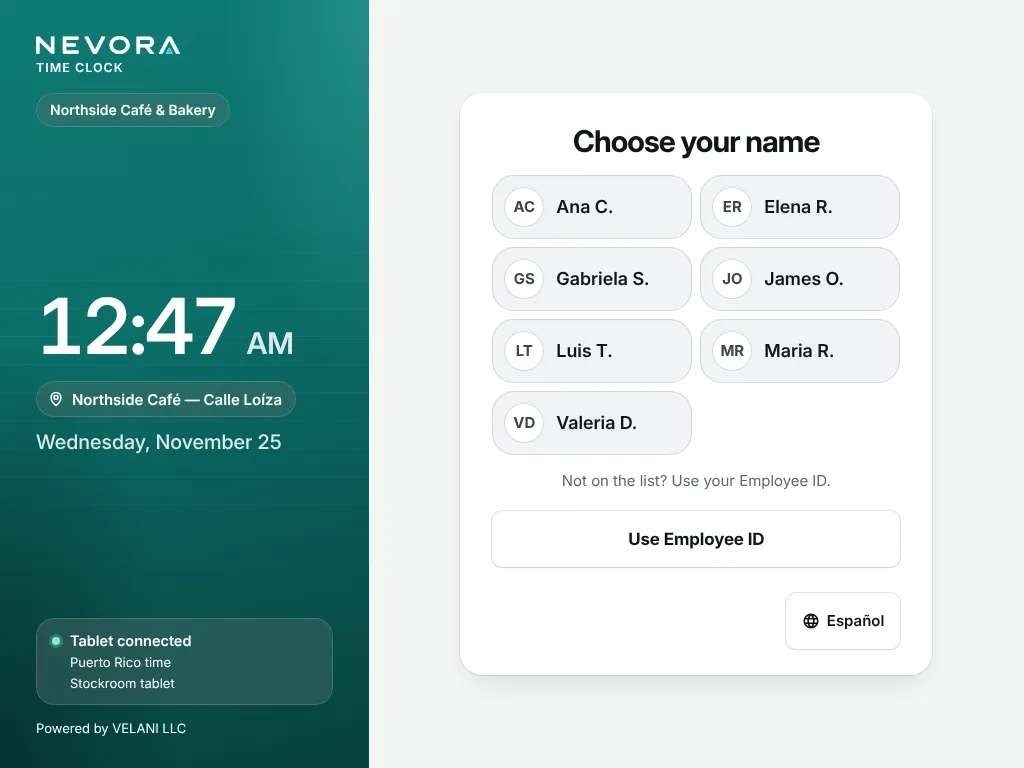 NEVORA
TIME CLOCK
Northside Café & Bakery
12:47 AM
Northside Café — Calle Loíza
Wednesday, November 25
Tablet connected
Puerto Rico time
Stockroom tablet
Powered by VELANI LLC
Choose your name
AC Ana C.
ER Elena R.
GS Gabriela S.
JO James O.
LT Luis T.
MR Maria R.
VD Valeria D.
Not on the list? Use your Employee ID.
Use Employee ID
Español